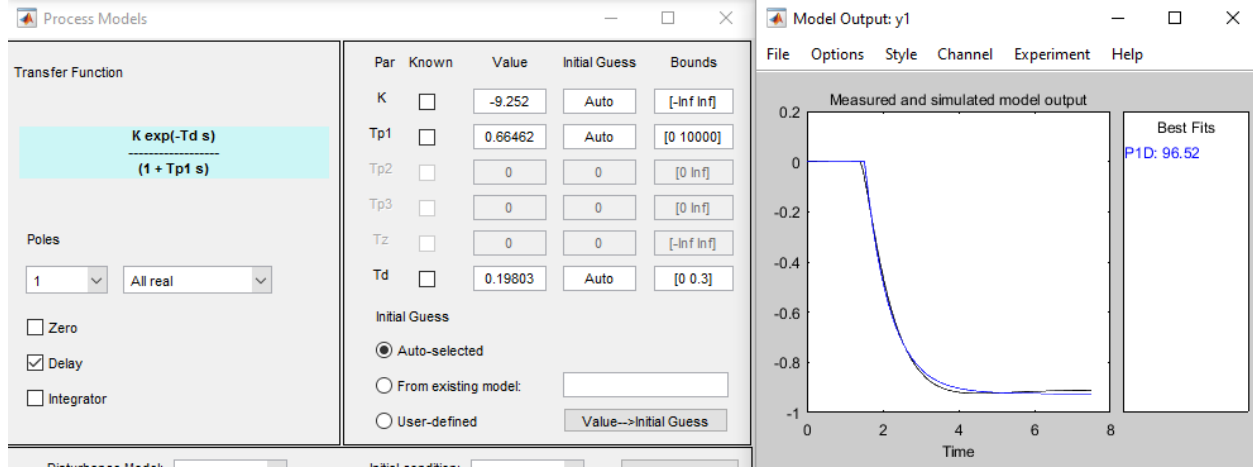 Process Models
Transfer Function
K exp(-Td s)
------------------
(1 + Tp1 s)
Poles
1 All real
Zero
Delay
Integrator
Par Known Value Initial Guess Bounds
K -9.252 Auto [-Inf Inf]
Tp1 0.66462 Auto [0 10000]
Tp2 0 0 [0 Inf]
Tp3 0 0 [0 Inf]
Tz 0 0 [-Inf Inf]
Td 0.19803 Auto [0 0.3]
Initial Guess
Auto-selected
From existing model:
User-defined Value-->Initial Guess
Model Output: y1
File Options Style Channel Experiment Help
Measured and simulated model output
0.2
0
-0.2
-0.4
-0.6
-0.8
-1
0 2 4 6 8
Time
Best Fits
P1D: 96.52